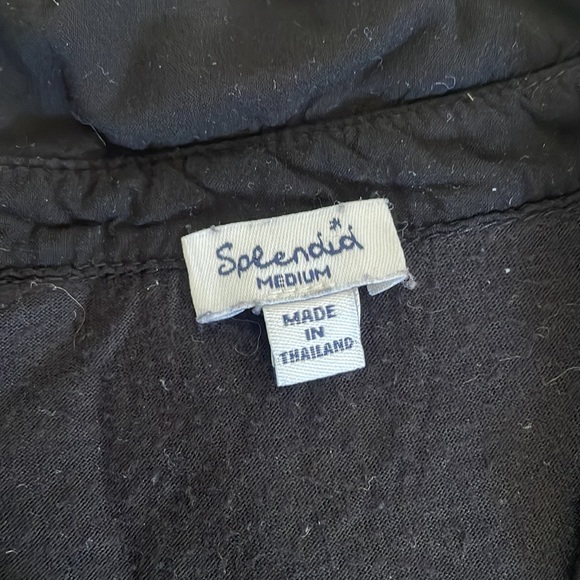 Splendid*
MEDIUM
MADE
IN
THAILAND